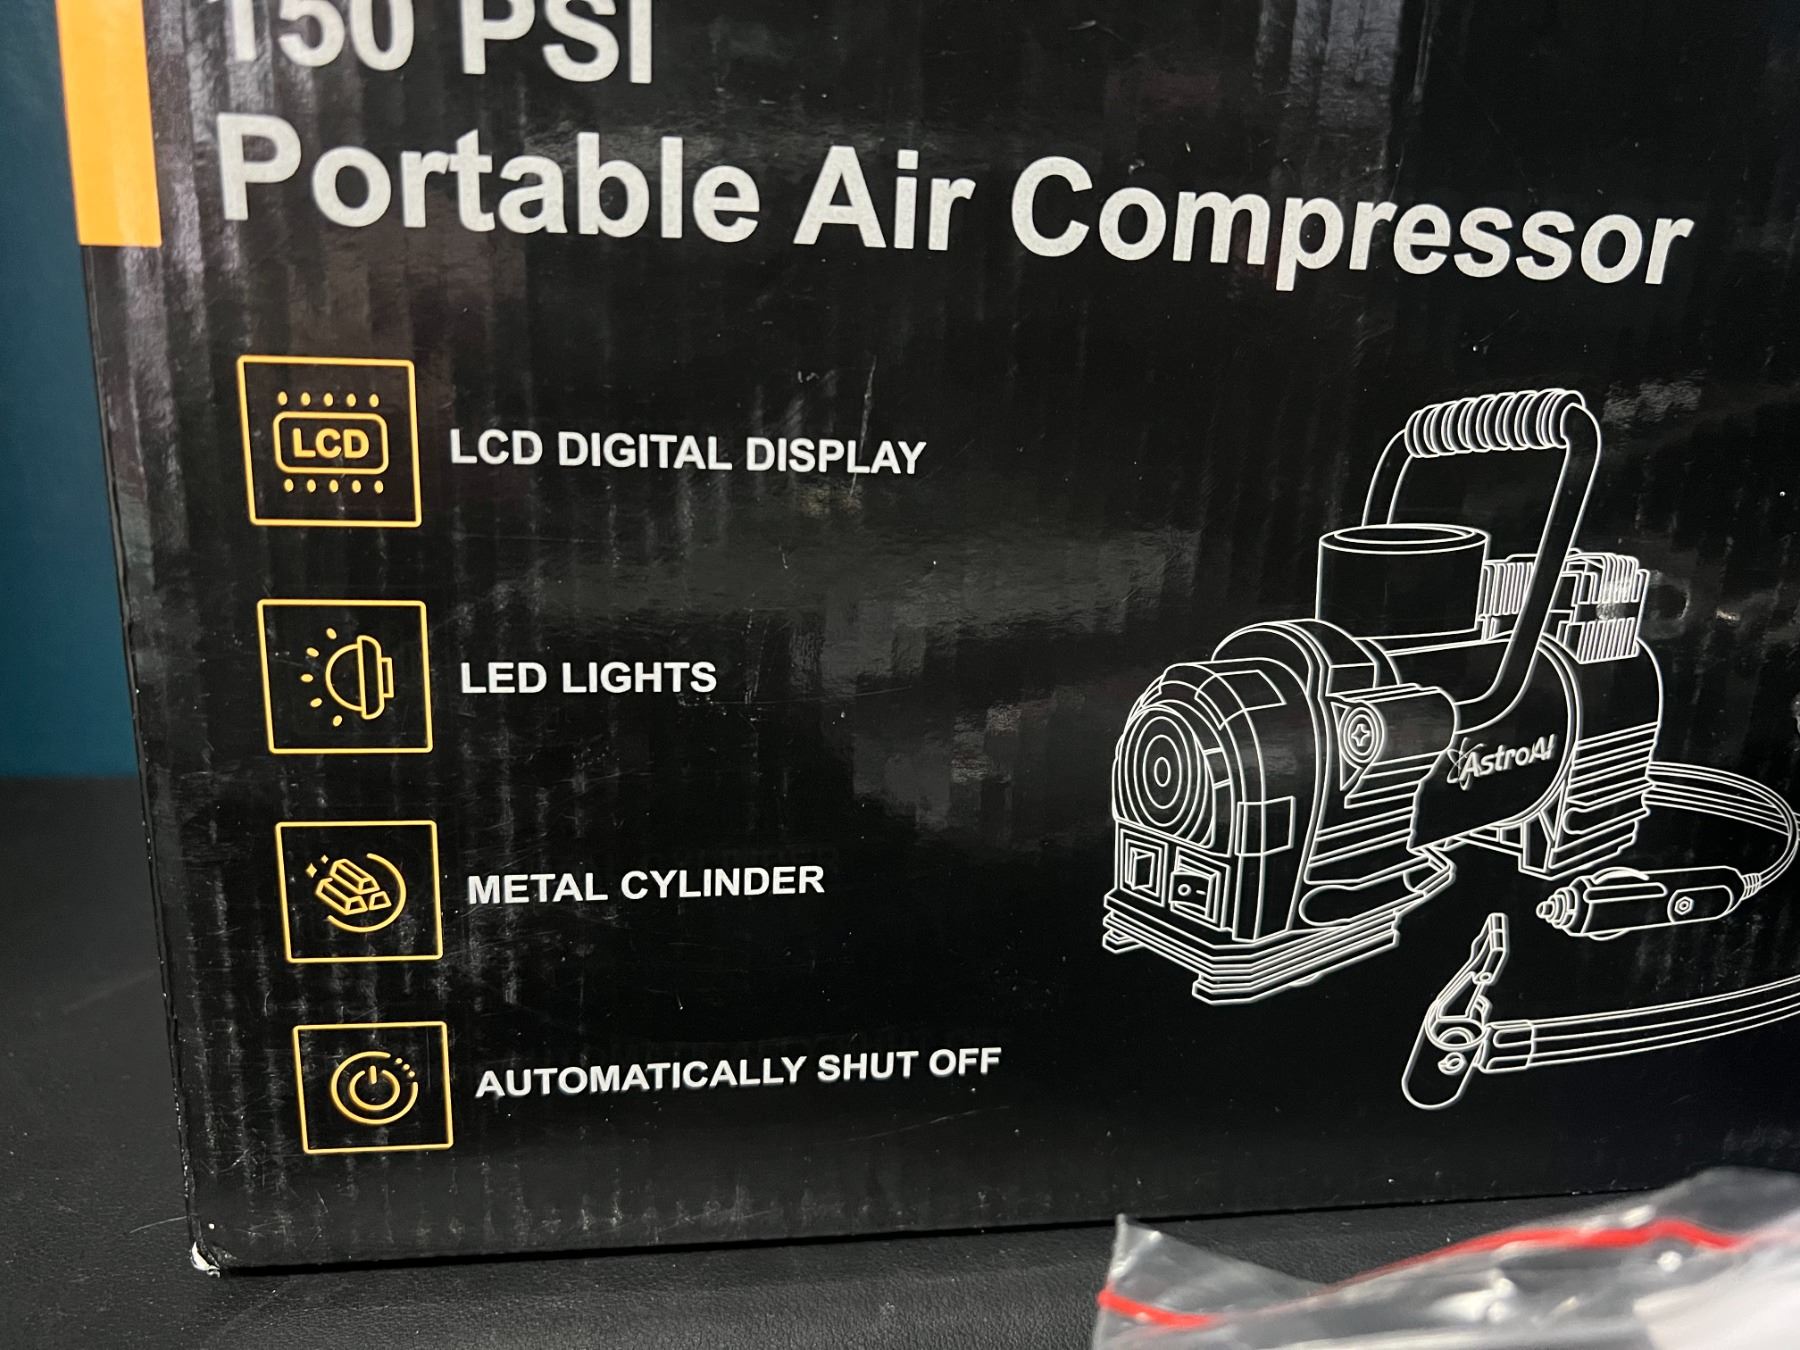 150 PSI
Portable Air Compressor
LCD
LCD DIGITAL DISPLAY
LED LIGHTS
AstroAI
METAL CYLINDER
AUTOMATICALLY SHUT OFF